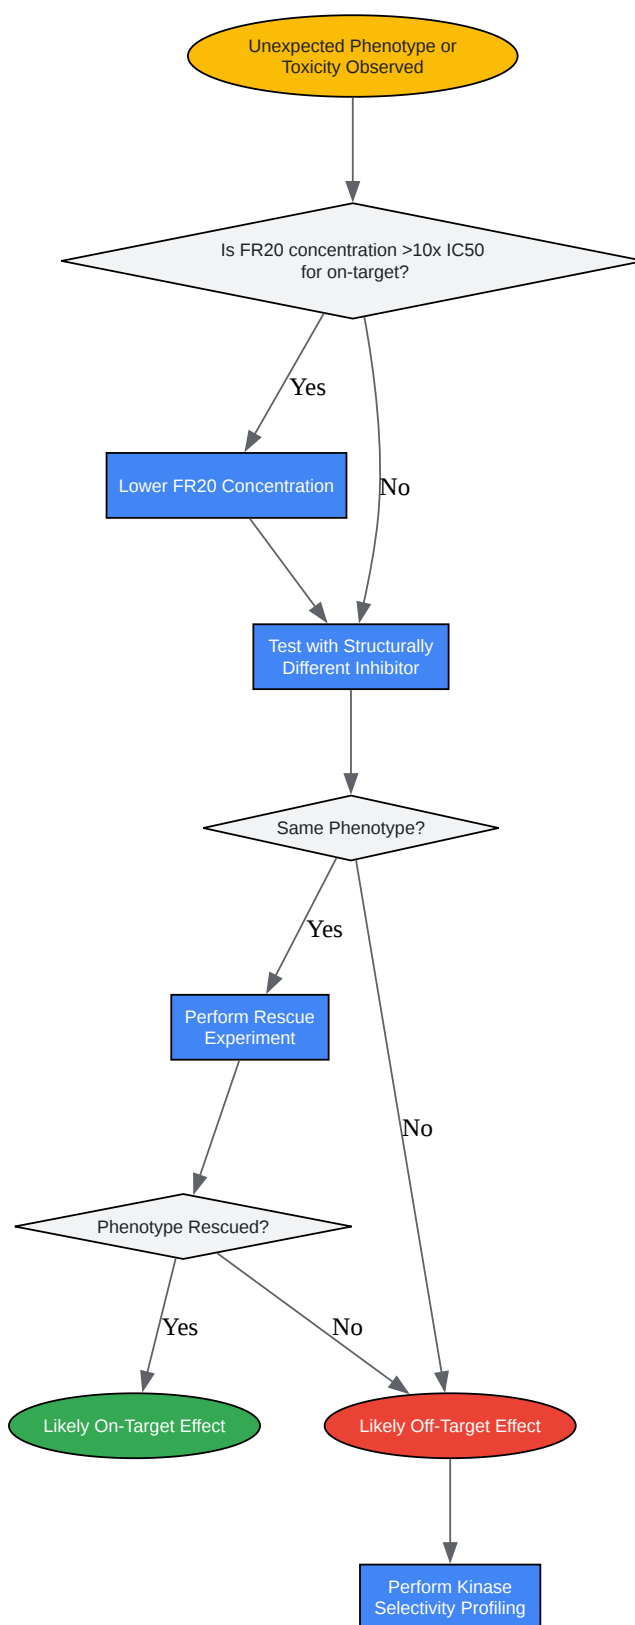 Unexpected Phenotype or
Toxicity Observed
Is FR20 concentration >10x IC50
for on-target?
Yes
Lower FR20 Concentration
No
Test with Structurally
Different Inhibitor
Same Phenotype?
Yes
Perform Rescue
Experiment
No
Phenotype Rescued?
Yes
No
Likely On-Target Effect
Likely Off-Target Effect
Perform Kinase
Selectivity Profiling